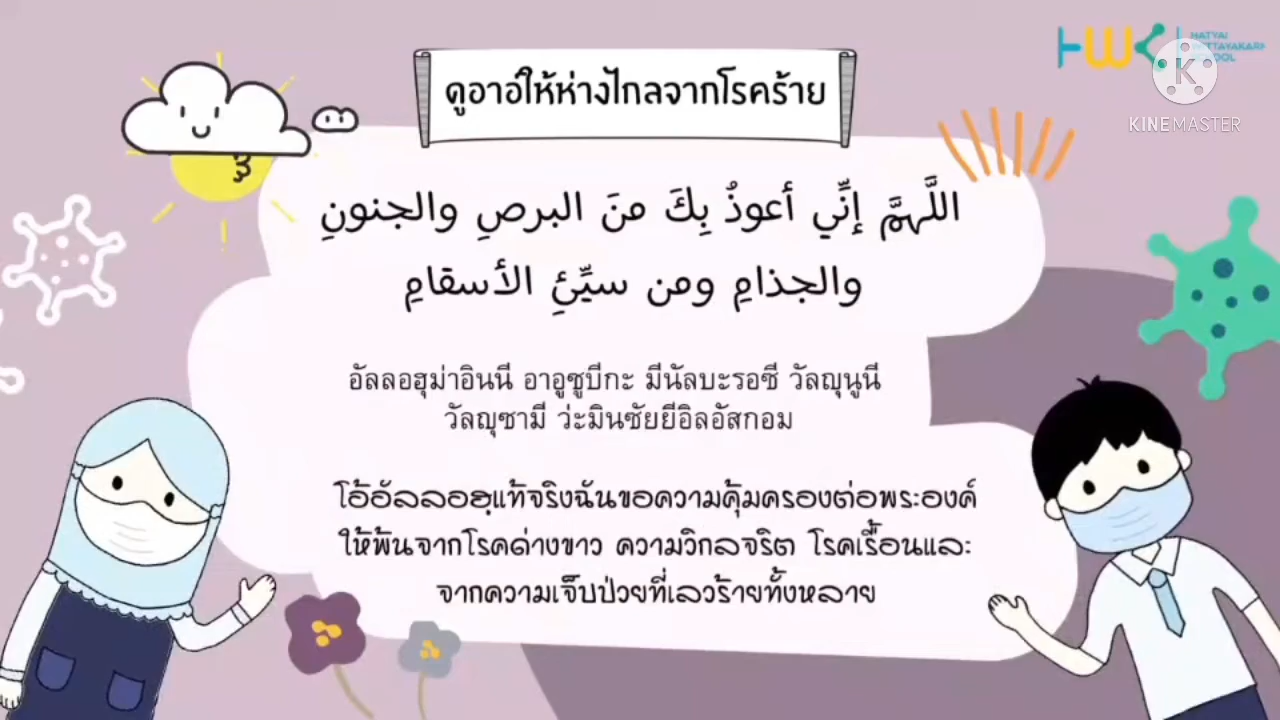 ดูอาอ์ให้ห่างไกลจากโรคร้าย
HATYAI
WITTAYAKARN
SCHOOL
K
KINEMASTER
اللَّهمَّ إنِّي أعوذُ بِكَ منَ البرصِ والجنونِ
والجذامِ ومن سيِّئِ الأسقامِ
อัลลอฮุม่าอินนี อาอูซูบีกะ มีนัลบะรอซี วัลญุนูนี
วัลญุซามี ว่ะมินซัยยีอิลอัสกอม
โอ้อัลลอฮฺแท้จริงฉันขอความคุ้มครองต่อพระองค์
ให้พ้นจากโรคด่างขาว ความวิกลจริต โรคเรื้อนและ
จากความเจ็บป่วยที่เลวร้ายทั้งหลาย